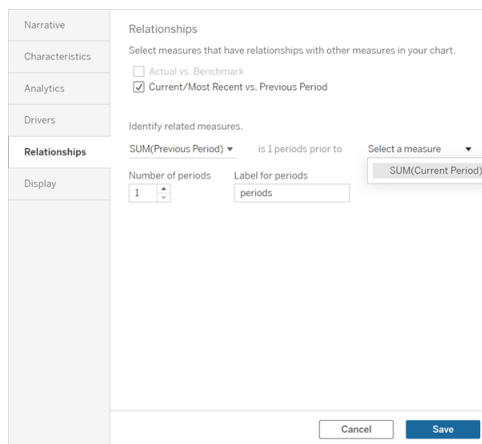 Narrative
Characteristics
Analytics
Drivers
Relationships
Display
Relationships
Select measures that have relationships with other measures in your chart.
Actual vs. Benchmark
Current/Most Recent vs. Previous Period
Identify related measures.
SUM(Previous Period) is 1 periods prior to Select a measure
SUM(Current Period)
Number of periods Label for periods
1 periods
Cancel Save